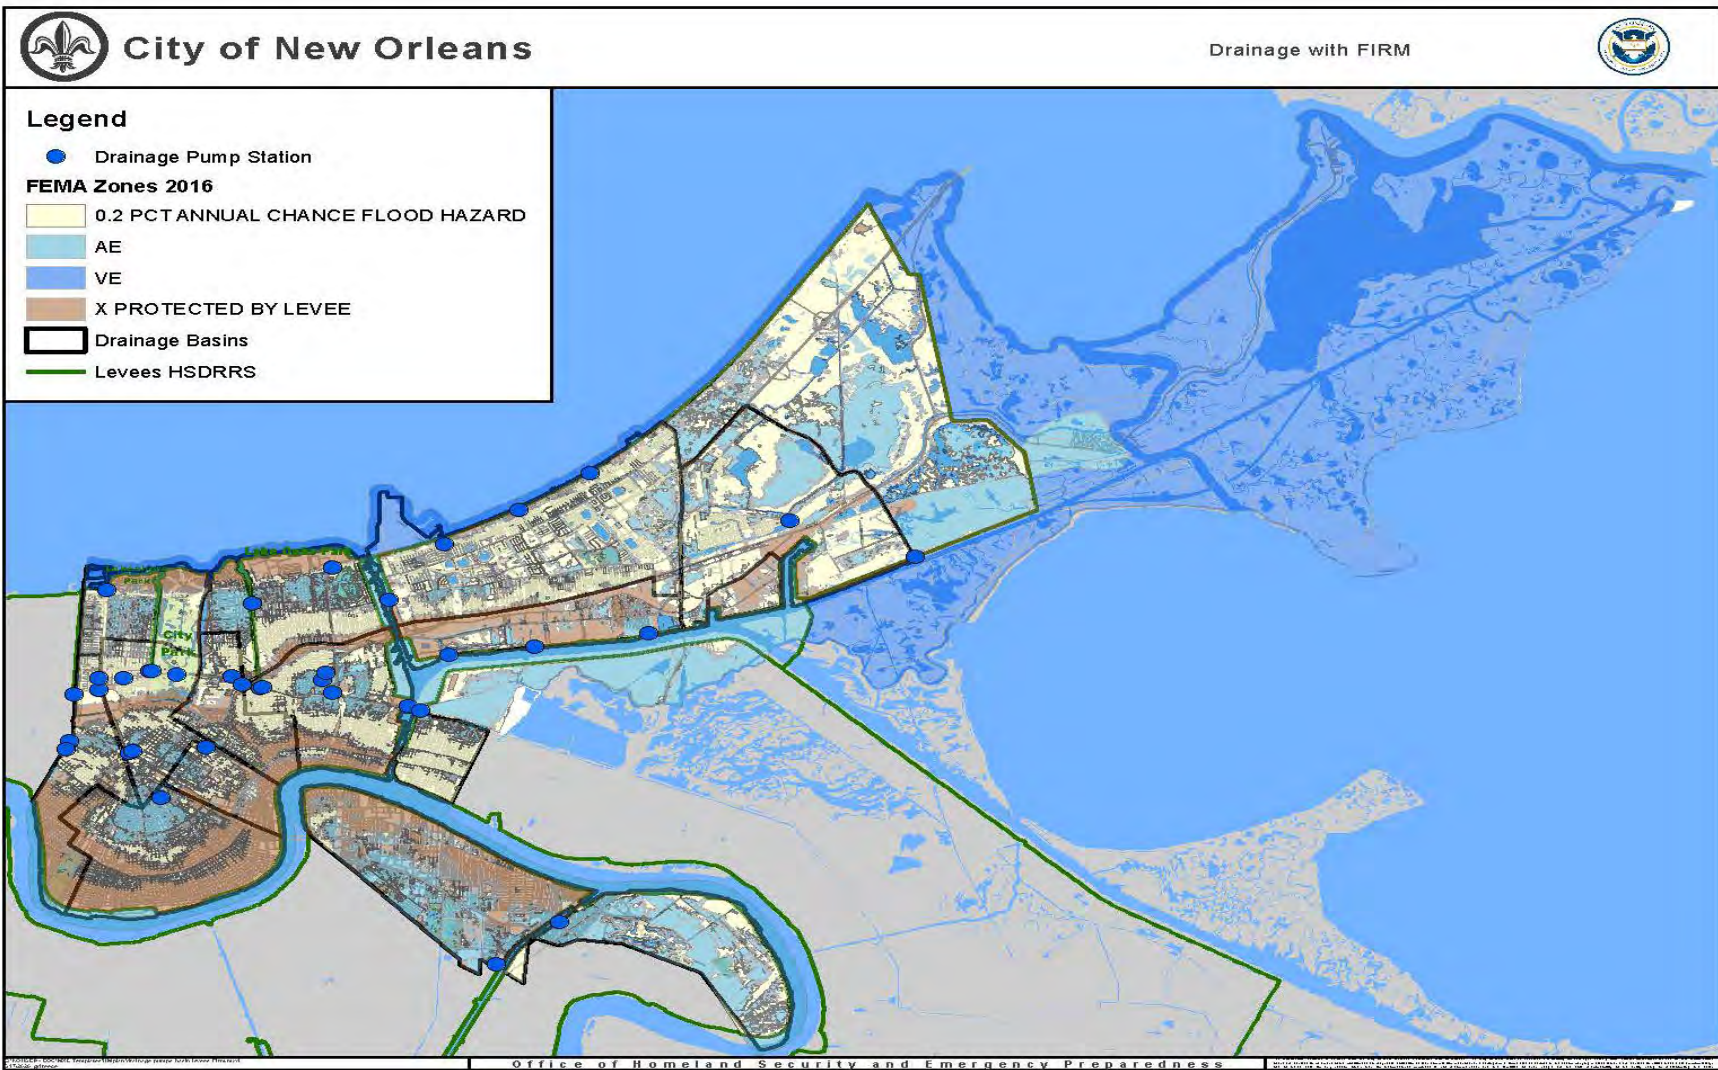 City of New Orleans
Drainage with FIRM
Legend
Drainage Pump Station
FEMA Zones 2016
0.2 PCT ANNUAL CHANCE FLOOD HAZARD
AE
VE
X PROTECTED BY LEVEE
Drainage Basins
Levees HSDRRS
Park
City
Park
Office of Homeland Security and Emergency Preparedness